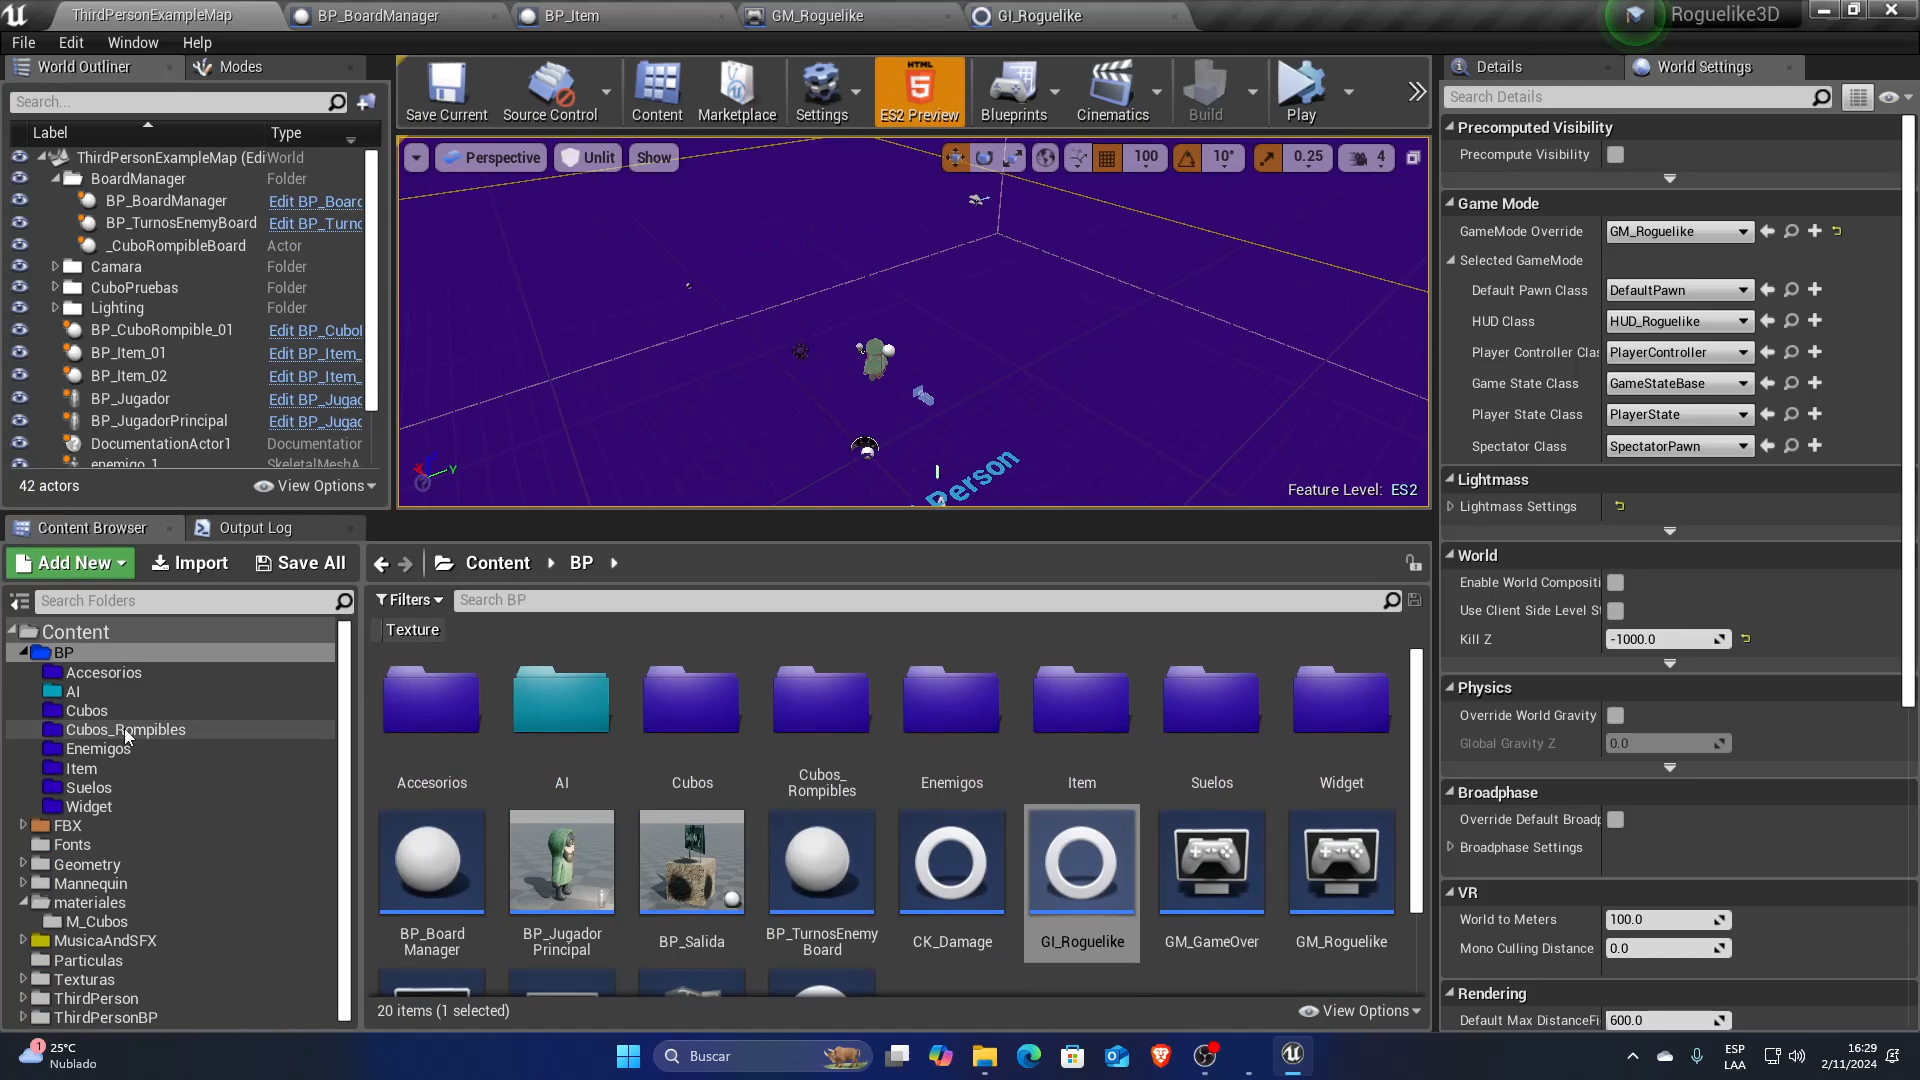 ThirdPersonExampleMap
BP_BoardManager
BP_Item
GM_Roguelike
GI_Roguelike
Roguelike3D
File Edit Window Help
World Outliner
Modes
Search...
Label
Type
ThirdPersonExampleMap (Edi World
BoardManager Folder
BP_BoardManager Edit BP_Board
BP_TurnosEnemyBoard Edit BP_Turno
_CuboRompibleBoard Actor
Camara Folder
CuboPruebas Folder
Lighting Folder
BP_CuboRompible_01 Edit BP_Cubol
BP_Item_01 Edit BP_Item_
BP_Item_02 Edit BP_Item_
BP_Jugador Edit BP_Jugac
BP_JugadorPrincipal Edit BP_Jugac
DocumentationActor1 Documentation
enemigo_1 SkeletalMeshA
42 actors
View Options
Save Current
Source Control
Content
Marketplace
Settings
HTML
5
ES2 Preview
Blueprints
Cinematics
Build
Play
Perspective
Unlit
Show
100
10°
0.25
4
X
Y
Person
Feature Level: ES2
Details
World Settings
Search Details
Precomputed Visibility
Precompute Visibility
Game Mode
GameMode Override GM_Roguelike
Selected GameMode
Default Pawn Class DefaultPawn
HUD Class HUD_Roguelike
Player Controller Clas PlayerController
Game State Class GameStateBase
Player State Class PlayerState
Spectator Class SpectatorPawn
Lightmass
Lightmass Settings
World
Enable World Compositi
Use Client Side Level St
Kill Z -1000.0
Physics
Override World Gravity
Global Gravity Z 0.0
Broadphase
Override Default Broadp
Broadphase Settings
VR
World to Meters 100.0
Mono Culling Distance 0.0
Rendering
Default Max DistanceFi 600.0
Content Browser
Output Log
Add New
Import
Save All
Content
BP
Search Folders
Filters
Search BP
Texture
Content
BP
Accesorios
AI
Cubos
Cubos_Rompibles
Enemigos
Item
Suelos
Widget
FBX
Fonts
Geometry
Mannequin
materiales
M_Cubos
MusicaAndSFX
Particulas
Texturas
ThirdPerson
ThirdPersonBP
Accesorios
AI
Cubos
Cubos_
Rompibles
Enemigos
Item
Suelos
Widget
BP_Board
Manager
BP_Jugador
Principal
BP_Salida
BP_TurnosEnemy
Board
CK_Damage
GI_Roguelike
GM_GameOver
GM_Roguelike
20 items (1 selected)
View Options
1
25°C
Nublado
Buscar
ESP
LAA
16:29
2/11/2024